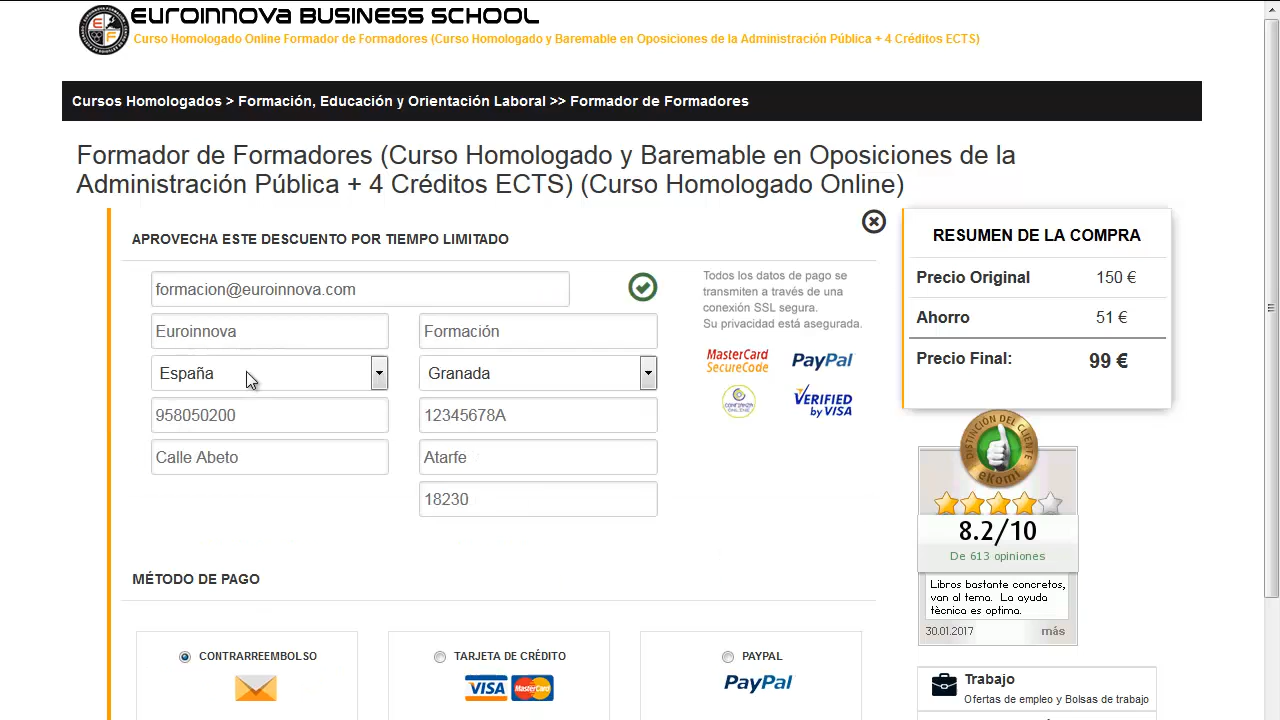 EUROINNOVA BUSINESS SCHOOL
Curso Homologado Online Formador de Formadores (Curso Homologado y Baremable en Oposiciones de la Administración Pública + 4 Créditos ECTS)
Cursos Homologados > Formación, Educación y Orientación Laboral >> Formador de Formadores
Formador de Formadores (Curso Homologado y Baremable en Oposiciones de la
Administración Pública + 4 Créditos ECTS) (Curso Homologado Online)
APROVECHA ESTE DESCUENTO POR TIEMPO LIMITADO
formacion@euroinnova.com
Euroinnova
Formación
España
Granada
958050200
12345678A
Calle Abeto
Atarfe
18230
Todos los datos de pago se
transmiten a través de una
conexión SSL segura.
Su privacidad está asegurada.
MasterCard
SecureCode
PayPal
CONFIANZA
ONLINE
VERIFIED
by VISA
RESUMEN DE LA COMPRA
Precio Original 150 €
Ahorro 51 €
Precio Final: 99 €
DISTINCIÓN DEL CLIENTE
eKomi
8.2/10
De 613 opiniones
Libros bastante concretos,
van al tema. La ayuda
tècnica es optima.
30.01.2017 más
Trabajo
Ofertas de empleo y Bolsas de trabajo
MÉTODO DE PAGO
CONTRARREEMBOLSO
TARJETA DE CRÉDITO
VISA MasterCard
PAYPAL
PayPal